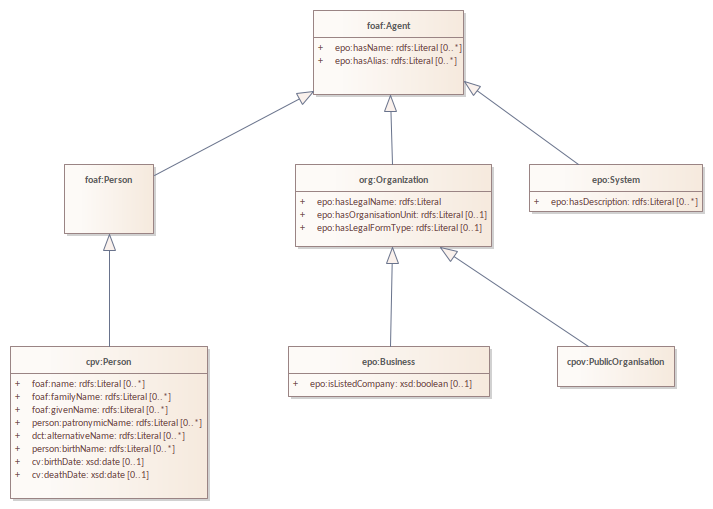 foaf:Agent
+ epo:hasName: rdfs:Literal [0..*]
+ epo:hasAlias: rdfs:Literal [0..*]
foaf:Person
org:Organization
+ epo:hasLegalName: rdfs:Literal
+ epo:hasOrganisationUnit: rdfs:Literal [0..1]
+ epo:hasLegalFormType: rdfs:Literal [0..1]
epo:System
+ epo:hasDescription: rdfs:Literal [0..*]
cpv:Person
+ foaf:name: rdfs:Literal [0..*]
+ foaf:familyName: rdfs:Literal [0..*]
+ foaf:givenName: rdfs:Literal [0..*]
+ person:patronymicName: rdfs:Literal [0..*]
+ dct:alternativeName: rdfs:Literal [0..*]
+ person:birthName: rdfs:Literal [0..*]
+ cv:birthDate: xsd:date [0..1]
+ cv:deathDate: xsd:date [0..1]
epo:Business
+ epo:isListedCompany: xsd:boolean [0..1]
cpov:PublicOrganisation